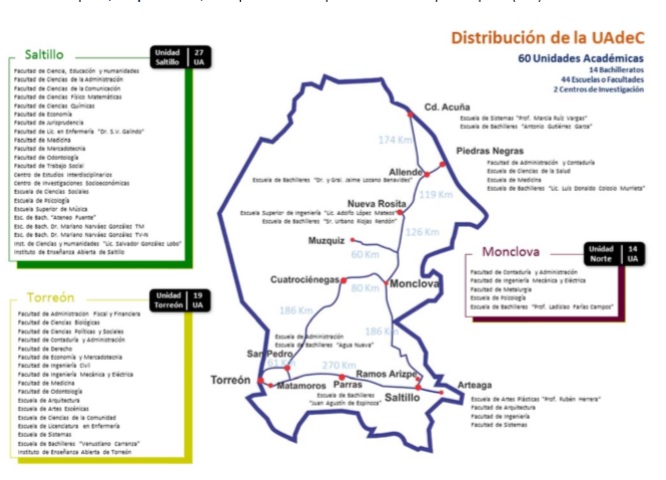 Distribución de la UAdeC
60 Unidades Académicas
14 Bachilleratos
44 Escuelas o Facultades
2 Centros de Investigación
Saltillo
Unidad Saltillo
27 UA
Facultad de Ciencia, Educación y Humanidades
Facultad de Ciencias de la Administración
Facultad de Ciencias de la Comunicación
Facultad de Ciencias Físico Matemáticas
Facultad de Ciencias Químicas
Facultad de Economía
Facultad de Jurisprudencia
Facultad de Lic. en Enfermería "Dr. S.V. Galindo"
Facultad de Medicina
Facultad de Mercadotecnia
Facultad de Odontología
Facultad de Trabajo Social
Centro de Estudios Interdisciplinarios
Centro de Investigaciones Socioeconómicas
Escuela de Ciencias Sociales
Escuela de Psicología
Escuela Superior de Música
Esc. de Bach. "Ateneo Fuente"
Esc. de Bach. Dr. Mariano Narváez González TM
Esc. de Bach. Dr. Mariano Narváez González TV-N
Inst. de Ciencias y Humanidades "Lic. Salvador González Lobo"
Instituto de Enseñanza Abierta de Saltillo
Torreón
Unidad Torreón
19 UA
Facultad de Administración Fiscal y Financiera
Facultad de Ciencias Biológicas
Facultad de Ciencias Políticas y Sociales
Facultad de Contaduría y Administración
Facultad de Derecho
Facultad de Economía y Mercadotecnia
Facultad de Ingeniería Civil
Facultad de Ingeniería Mecánica y Eléctrica
Facultad de Medicina
Facultad de Odontología
Escuela de Arquitectura
Escuela de Artes Escénicas
Escuela de Ciencias de la Comunidad
Escuela de Licenciatura en Enfermería
Escuela de Sistemas
Escuela de Bachilleres "Venustiano Carranza"
Instituto de Enseñanza Abierta de Torreón
Cd. Acuña
Escuela de Sistemas "Prof. Marcia Ruiz Vargas"
Escuela de Bachilleres "Antonio Gutiérrez Garza"
174 Km
Piedras Negras
Facultad de Administración y Contaduría
Escuela de Ciencias de la Salud
Escuela de Medicina
Escuela de Bachilleres "Lic. Luis Donaldo Colosio Murrieta"
Allende
Escuela de Bachilleres "Dr. y Gral. Jaime Lozano Benavides"
119 Km
Nueva Rosita
Escuela Superior de Ingeniería "Lic. Adolfo López Mateos"
Escuela de Bachilleres "Sr. Urbano Riojas Rendón"
126 Km
Muzquiz
60 Km
Monclova
Unidad Norte
14 UA
Facultad de Contaduría y Administración
Facultad de Ingeniería Mecánica y Eléctrica
Facultad de Metalurgia
Escuela de Psicología
Escuela de Bachilleres "Prof. Ladislao Farías Campos"
Cuatrociénegas
80 Km
Monclova
186 Km
186 K
Escuela de Administración
Escuela de Bachilleres "Agua Nueva"
San Pedro
61 Km
270 Km
Torreón
Matamoros
Parras
Escuela de Bachilleres
"Juan Agustín de Espinoza"
Ramos Arizpe
Saltillo
Arteaga
Escuela de Artes Plásticas "Prof. Rubén Herrera"
Facultad de Arquitectura
Facultad de Ingeniería
Facultad de Sistemas